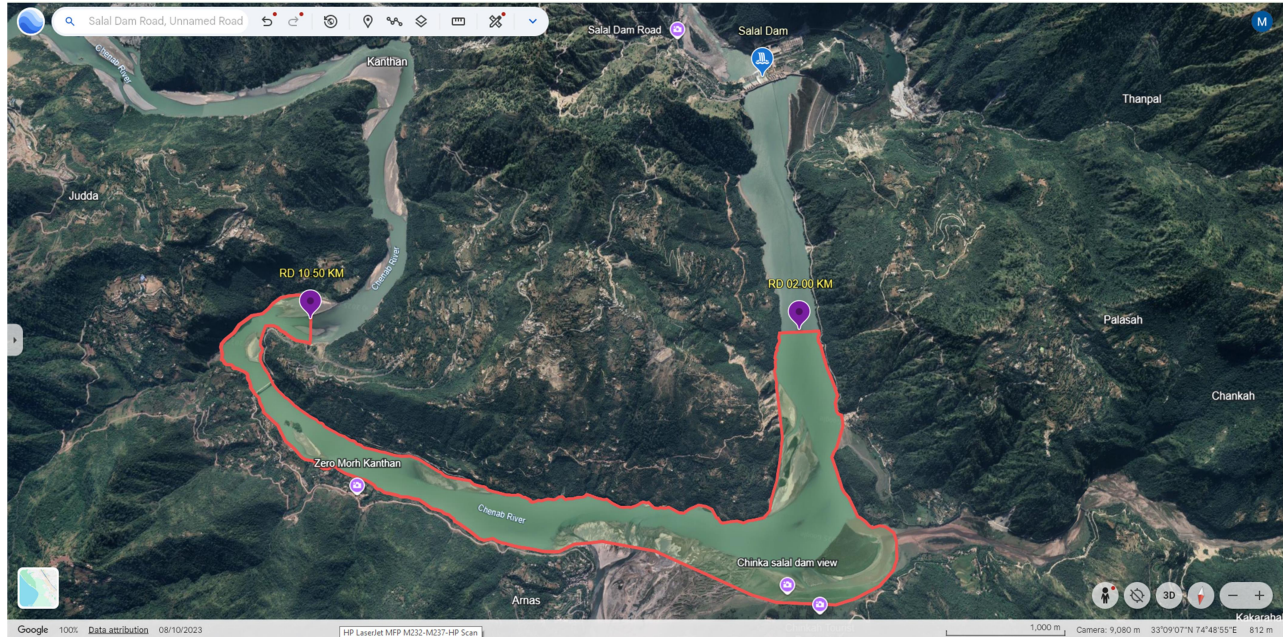 Salal Dam Road, Unnamed Road
M
Salal Dam Road
Salal Dam
Chenab River
Kanthan
Thanpal
Judda
Chenab River
RD 10 50 KM
RD 02-00 KM
Palasah
Chankah
Zero Morh Kanthan
Chenab River
Chinka salal dam view
Arnas
3D
Kakaraha
Google 100% Data attribution 08/10/2023
HP LaserJet MFP M232-M237-HP Scan
1,000 m Camera: 9,080 m 33°09'07"N 74°48'55"E 812 m